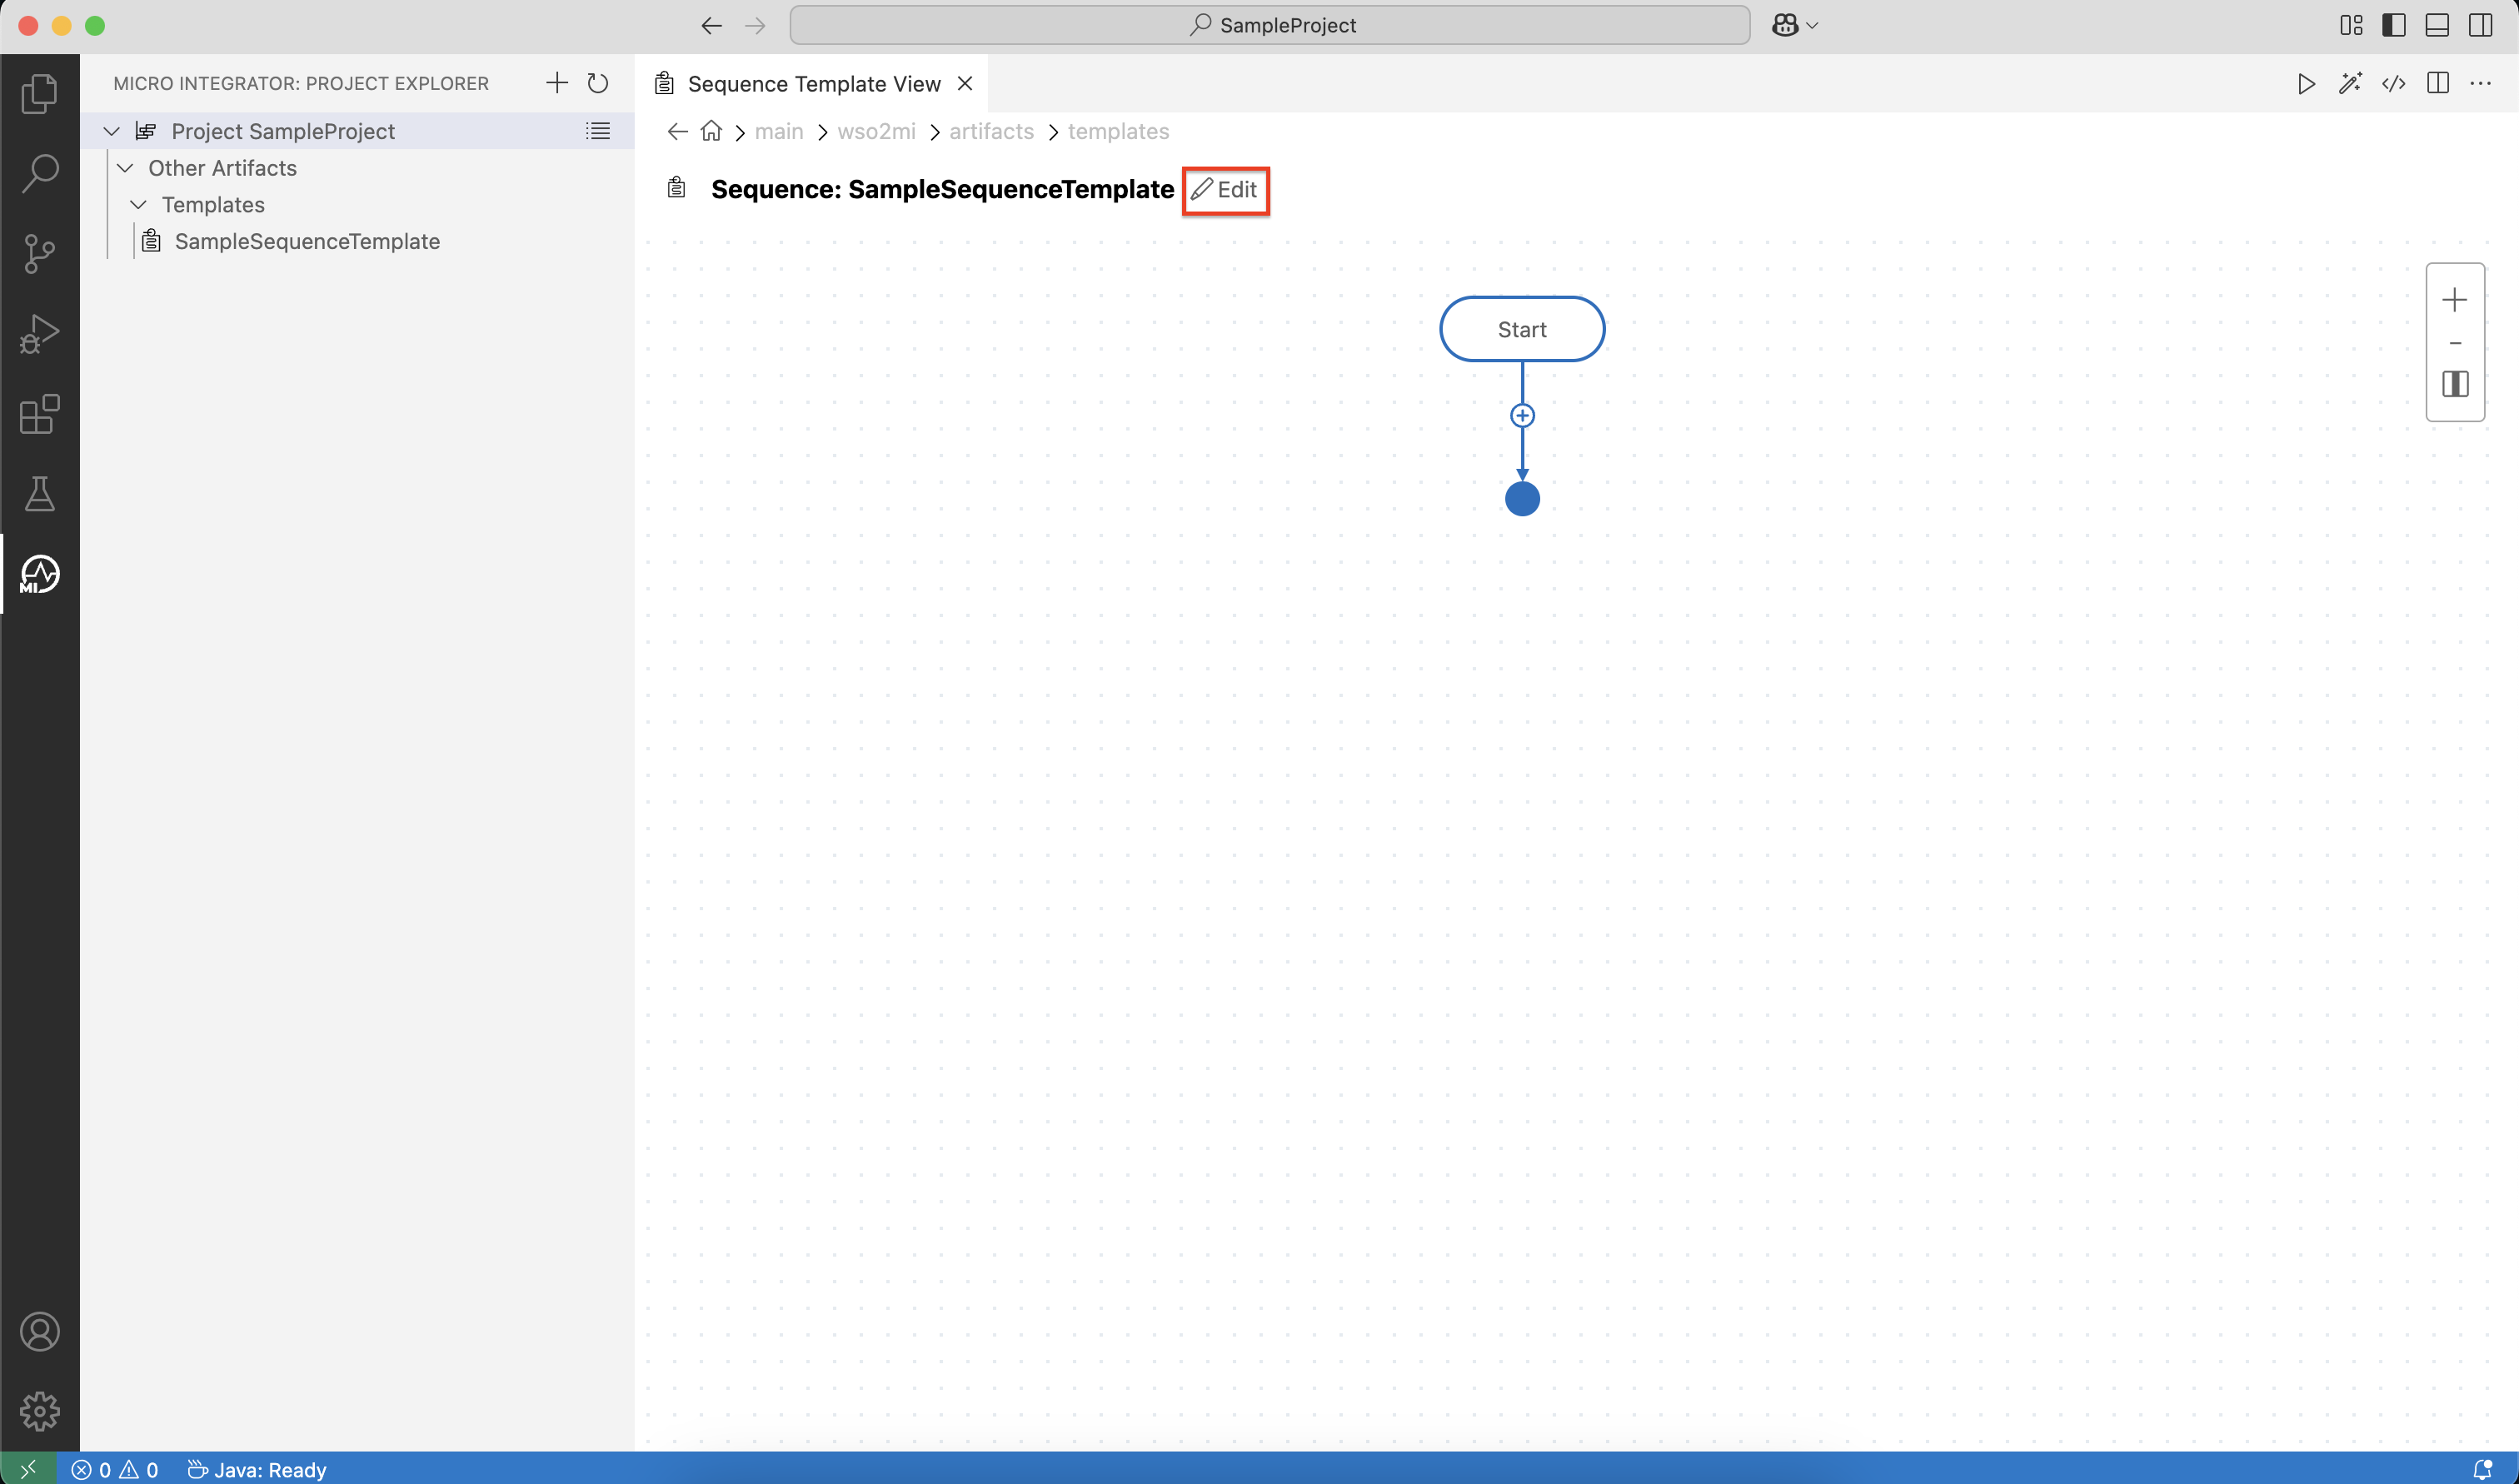 SampleProject
MICRO INTEGRATOR: PROJECT EXPLORER
Sequence Template View
Project SampleProject
main wso2mi artifacts templates
Other Artifacts
Sequence: SampleSequenceTemplate Edit
Templates
SampleSequenceTemplate
Start
MI
0 0 Java: Ready